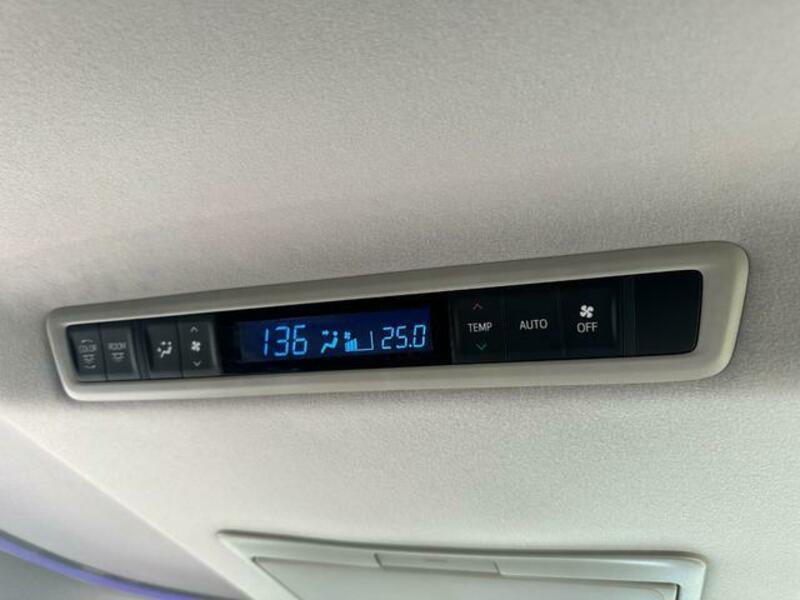 COLOR
ROOM
136
25.0
TEMP
AUTO
OFF